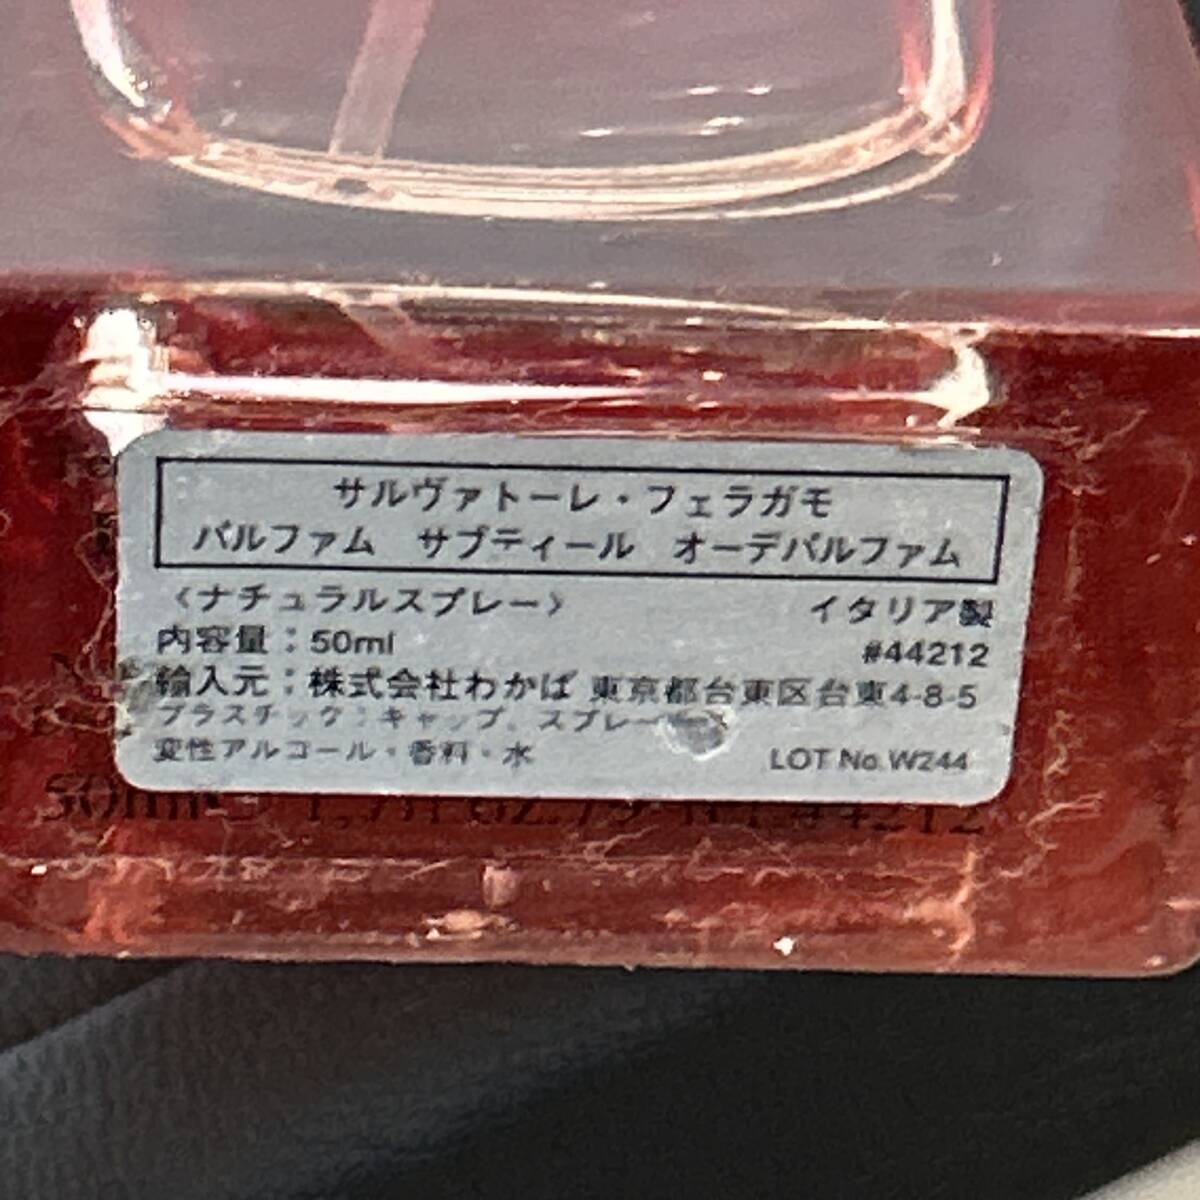 サルヴァトーレ・フェラガモ
パルファム サブティール オーデパルファム
〈ナチュラルスプレー〉 イタリア製
内容量：50ml #44212
輸入元：株式会社わかば 東京都台東区台東4-8-5
プラスチック：キャップ、スプレー
変性アルコール・香料・水 LOT No.W244